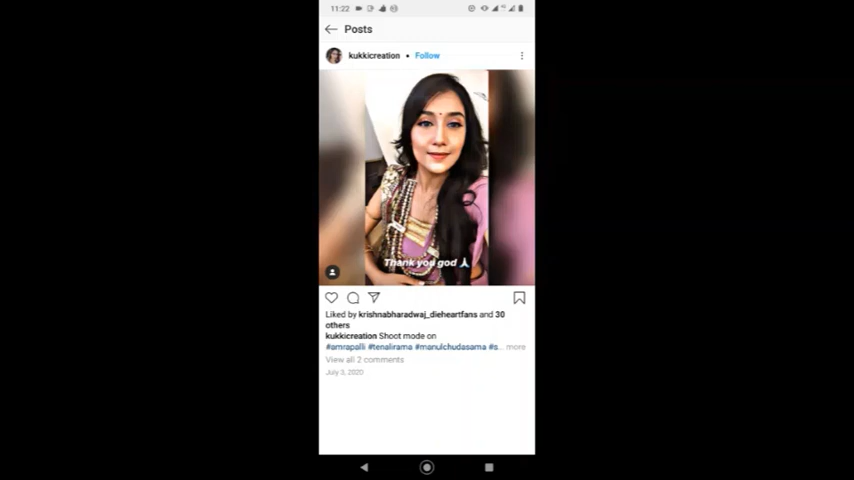 11:22
Posts
kukkicreation • Follow
Thank you god
Liked by krishnabharadwaj_dieheartfans and 30
others
kukkicreation Shoot mode on
#amrapalli #tenalirama #manulchudasama #s... more
View all 2 comments
July 3, 2020